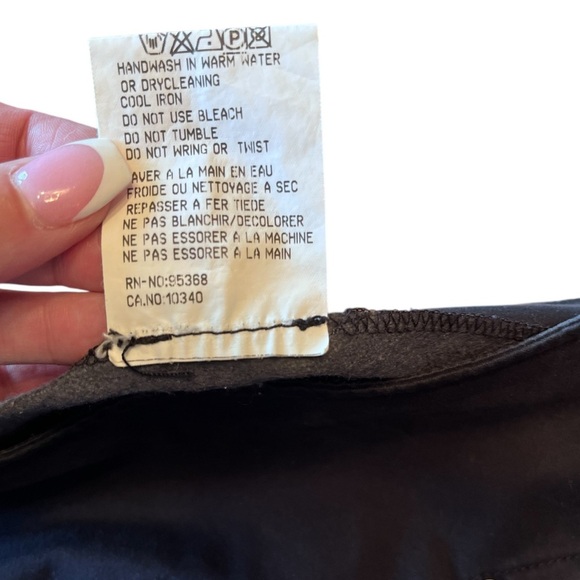 P
HANDWASH IN WARM WATER
OR DRYCLEANING
COOL IRON
DO NOT USE BLEACH
DO NOT TUMBLE
DO NOT WRING OR TWIST
AVER A LA MAIN EN EAU
FROIDE OU NETTOYAGE A SEC
REPASSER A FER TIEDE
NE PAS BLANCHIR/DECOLORER
NE PAS ESSORER A LA MACHINE
NE PAS ESSORER A LA MAIN
RN-NO:95368
CA.NO:10340